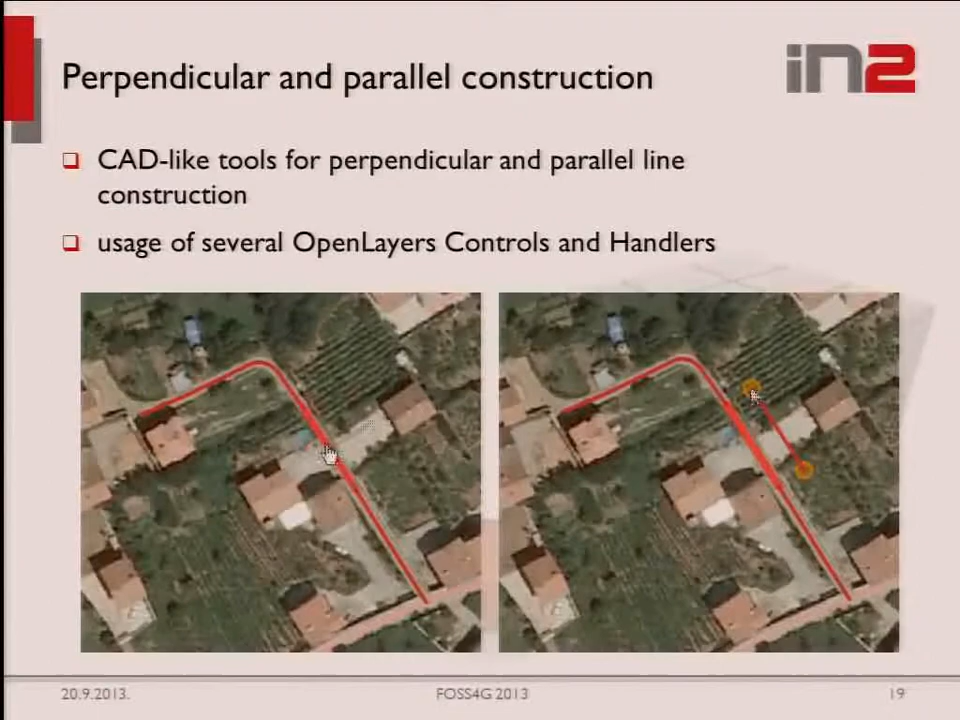 Perpendicular and parallel construction
in2
CAD-like tools for perpendicular and parallel line
construction
usage of several OpenLayers Controls and Handlers
20.9.2013.
FOSS4G 2013
19